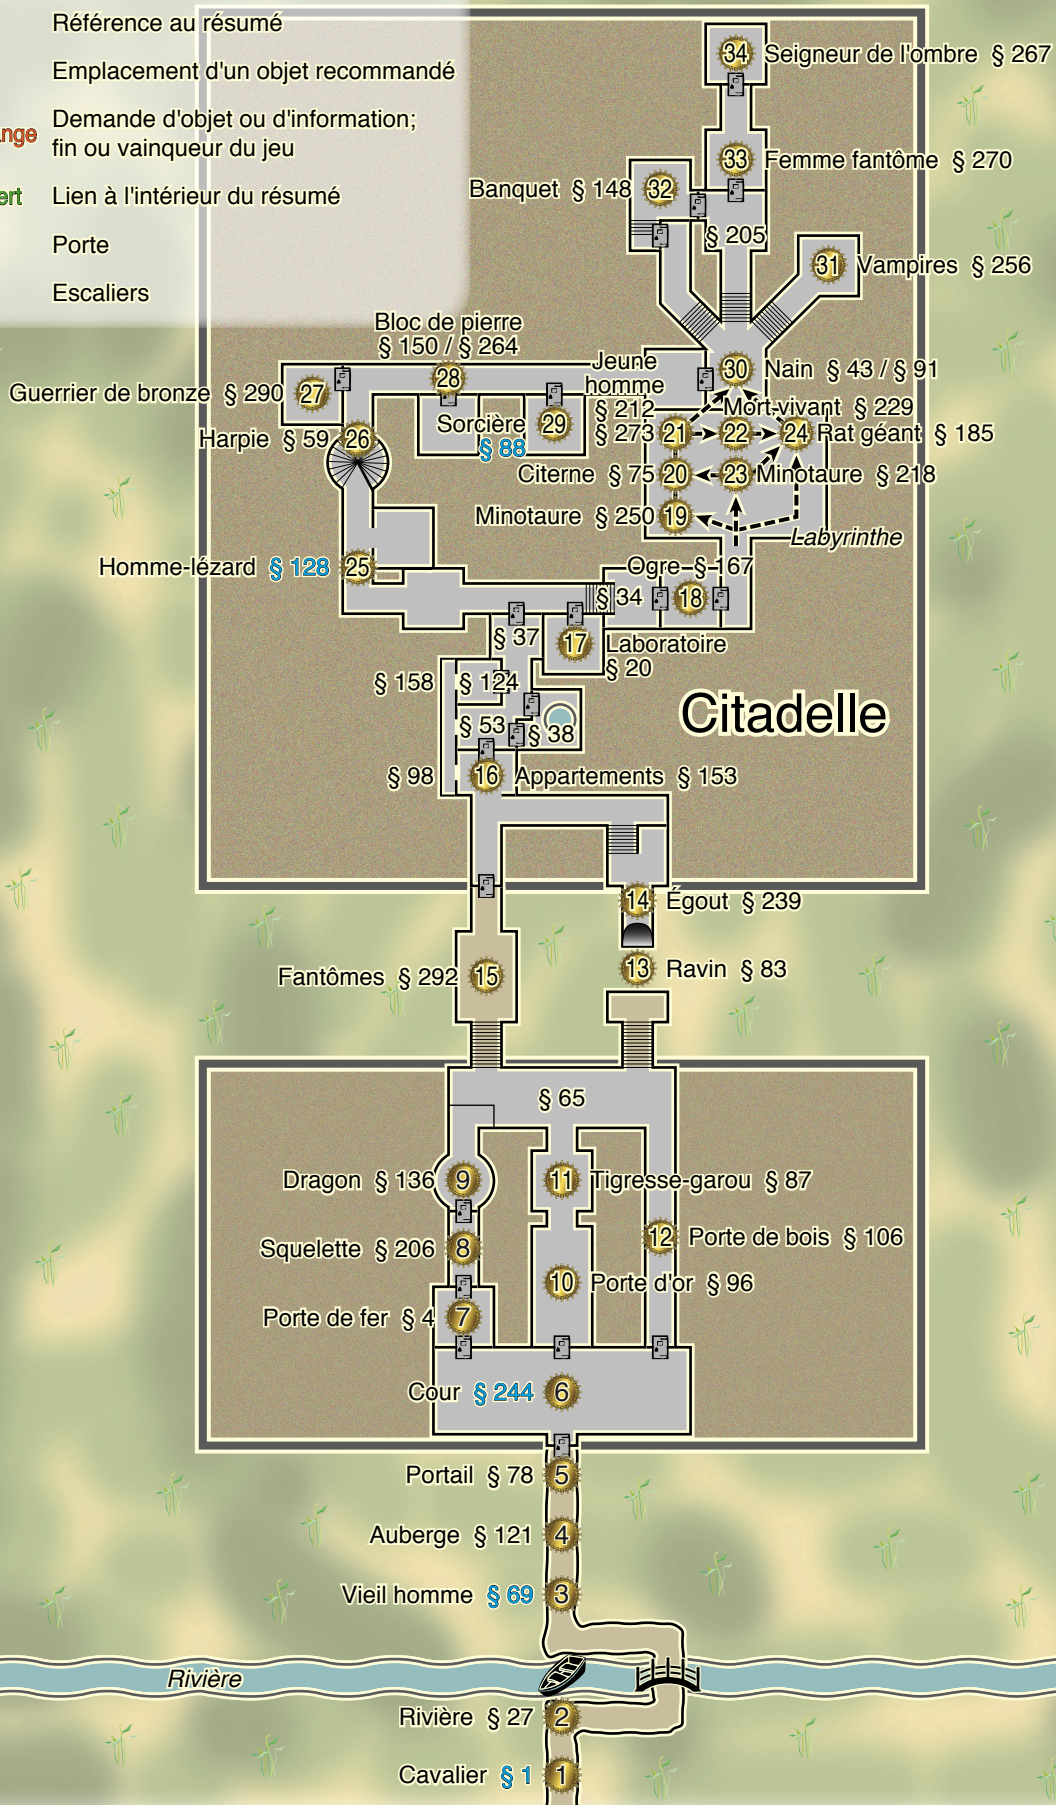 Référence au résumé
Emplacement d'un objet recommandé
nge
Demande d'objet ou d'information;
fin ou vainqueur du jeu
ert
Lien à l'intérieur du résumé
Porte
Escaliers
34 Seigneur de l'ombre § 267
33 Femme fantôme § 270
Banquet § 148 32
§ 205
31 Vampires § 256
Bloc de pierre
§ 150 / § 264
28
Guerrier de bronze § 290 27
Jeune
homme
§ 212
§ 273 21
30 Nain § 43 / § 91
Mort-vivant § 229
22
24 Rat géant § 185
Sorcière
§ 88
29
Harpie § 59 26
Citerne § 75 20
23 Minotaure § 218
Minotaure § 250 19
Labyrinthe
Homme-lézard § 128 25
Ogre § 167
18
§ 34
§ 37
17 Laboratoire
§ 20
§ 158
§ 124
§ 53
§ 38
Citadelle
§ 98
16 Appartements § 153
14 Égout § 239
13 Ravin § 83
Fantômes § 292 15
§ 65
Dragon § 136 9
11 Tigresse-garou § 87
Squelette § 206 8
12 Porte de bois § 106
10 Porte d'or § 96
Porte de fer § 4 7
Cour § 244 6
Portail § 78 5
Auberge § 121 4
Vieil homme § 69 3
Rivière
Rivière § 27 2
Cavalier § 1 1